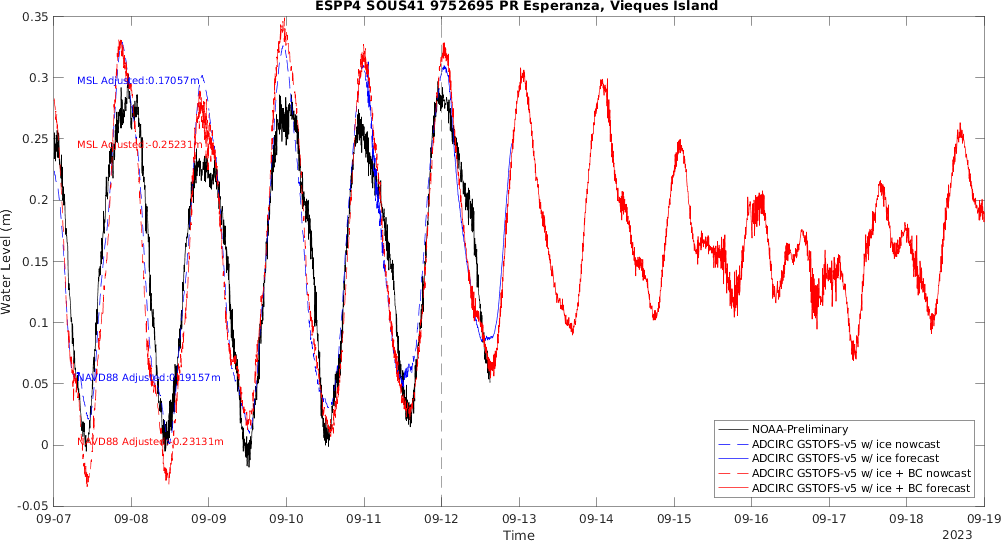 ESPP4 SOUS41 9752695 PR Esperanza, Vieques Island
0.35
0.3
0.25
0.2
0.15
0.1
0.05
0
-0.05
Water Level (m)
MSL Adjusted:0.17057m
MSL Adjusted:-0.25231m
NAVD88 Adjusted:0.19157m
NAVD88 Adjusted:-0.23131m
NOAA-Preliminary
ADCIRC GSTOFS-v5 w/ ice nowcast
ADCIRC GSTOFS-v5 w/ ice forecast
ADCIRC GSTOFS-v5 w/ ice + BC nowcast
ADCIRC GSTOFS-v5 w/ ice + BC forecast
09-07 09-08 09-09 09-10 09-11 09-12 09-13 09-14 09-15 09-16 09-17 09-18 09-19
Time
2023